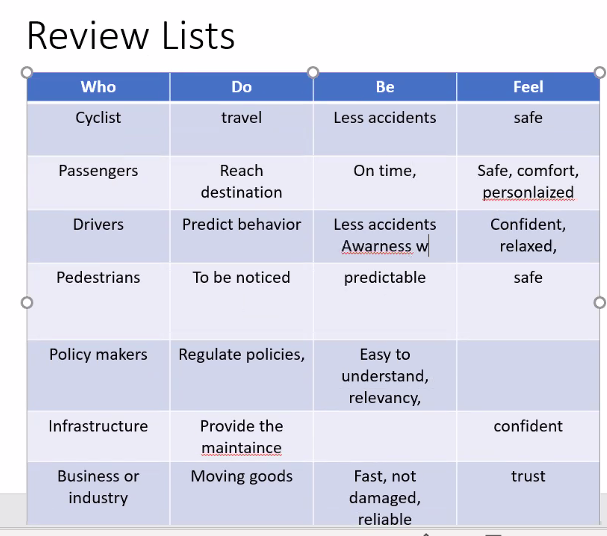 Review Lists
Who Do Be Feel
Cyclist travel Less accidents safe
Passengers Reach On time, Safe, comfort,
destination personlaized
Drivers Predict behavior Less accidents Confident,
Awarness w relaxed,
Pedestrians To be noticed predictable safe
Policy makers Regulate policies, Easy to
understand,
relevancy,
Infrastructure Provide the confident
maintaince
Business or Moving goods Fast, not trust
industry damaged,
reliable